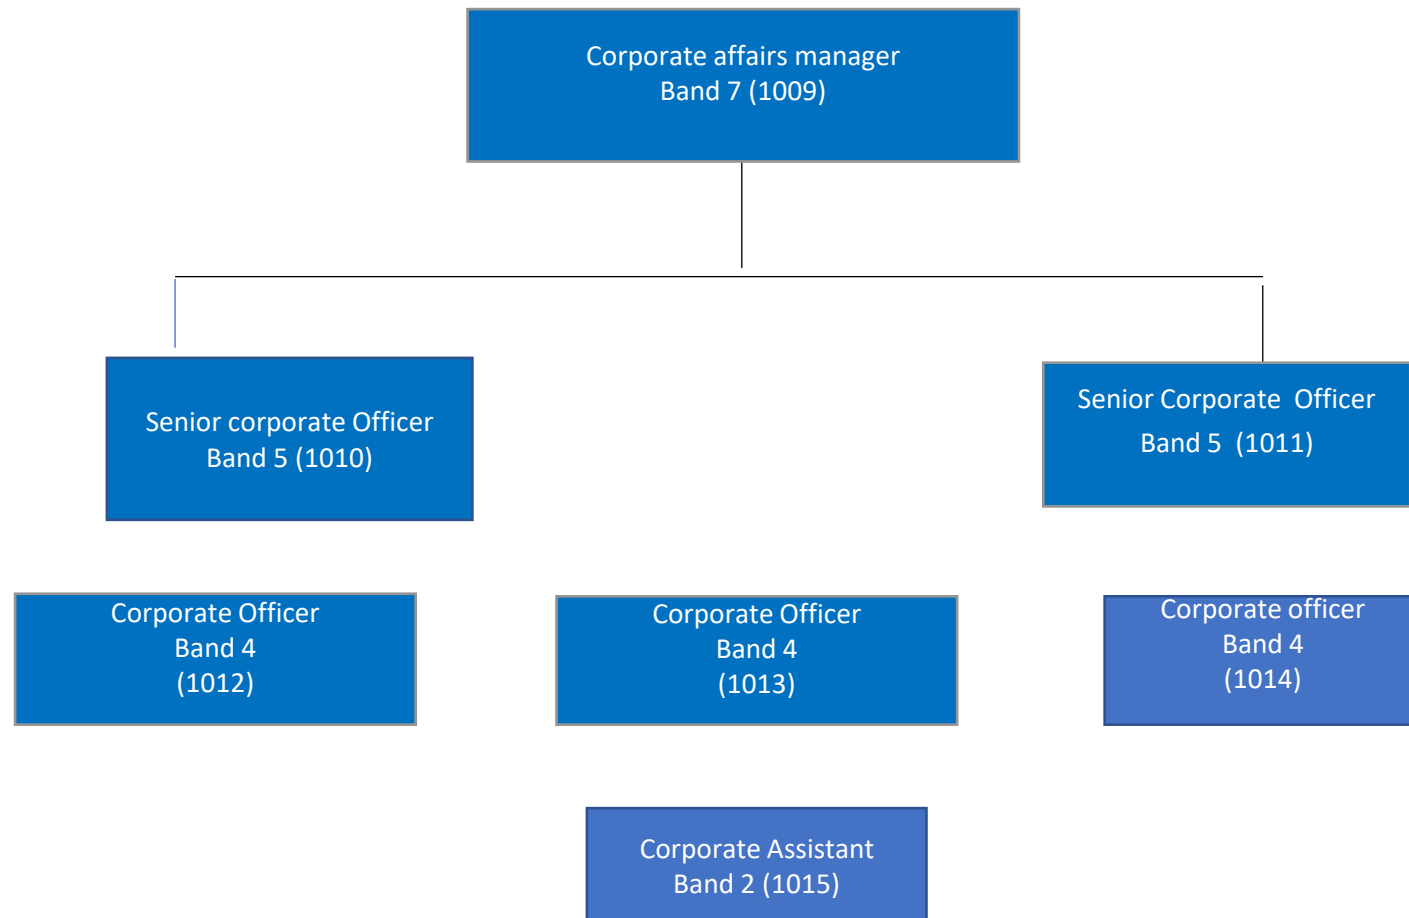 Corporate affairs manager
Band 7 (1009)
Senior corporate Officer
Band 5 (1010)
Senior Corporate  Officer
Band 5  (1011)
Corporate Officer
Band 4
(1012)
Corporate Officer
Band 4
(1013)
Corporate officer
Band 4
(1014)
Corporate Assistant
Band 2 (1015)